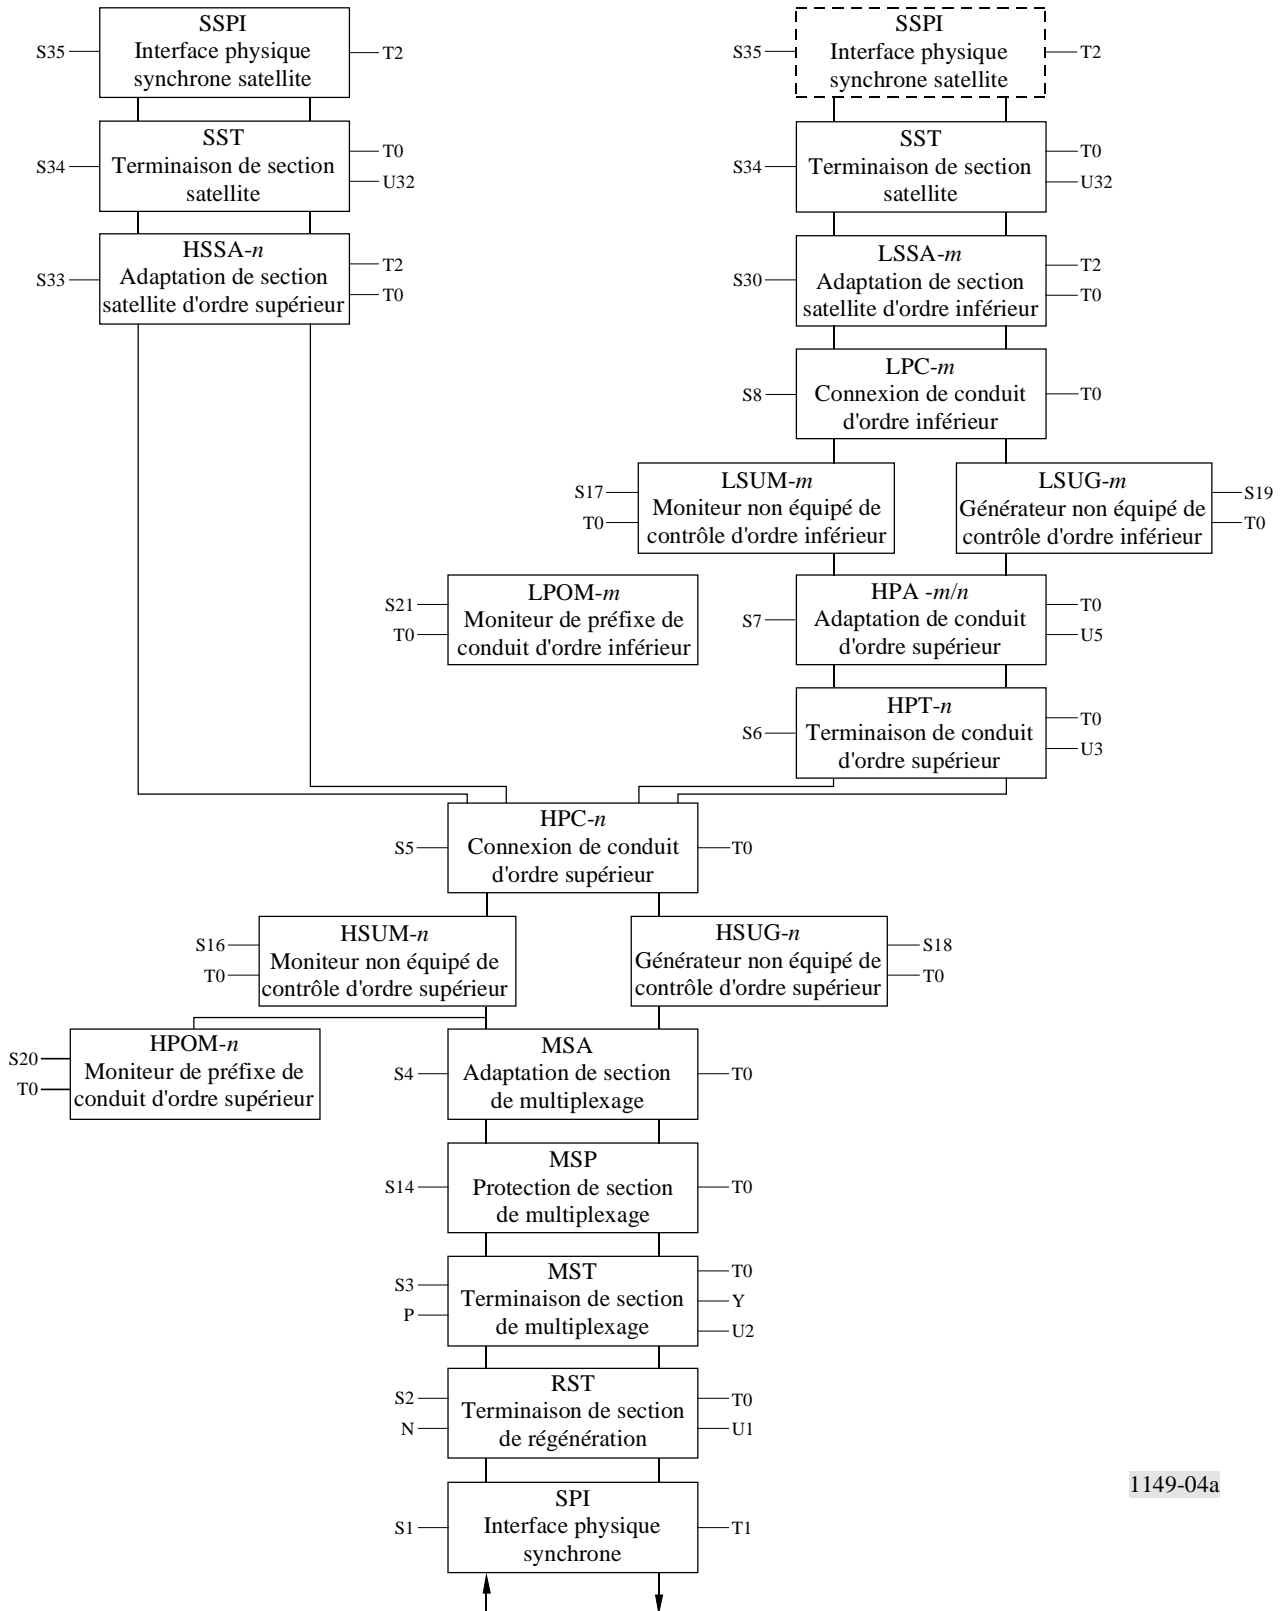 SSPI
Interface physique
synchrone satellite
S35
T2
SSPI
Interface physique
synchrone satellite
S35
T2
SST
Terminaison de section
satellite
S34
T0
U32
SST
Terminaison de section
satellite
S34
T0
U32
HSSA-n
Adaptation de section
satellite d'ordre supérieur
S33
T2
T0
LSSA-m
Adaptation de section
satellite d'ordre inférieur
S30
T2
T0
LPC-m
Connexion de conduit
d'ordre inférieur
S8
T0
LSUM-m
Moniteur non équipé de
contrôle d'ordre inférieur
S17
T0
LSUG-m
Générateur non équipé de
contrôle d'ordre inférieur
S19
T0
LPOM-m
Moniteur de préfixe de
conduit d'ordre inférieur
S21
T0
HPA -m/n
Adaptation de conduit
d'ordre supérieur
S7
T0
U5
HPT-n
Terminaison de conduit
d'ordre supérieur
S6
T0
U3
HPC-n
Connexion de conduit
d'ordre supérieur
S5
T0
HSUM-n
Moniteur non équipé de
contrôle d'ordre supérieur
S16
T0
HSUG-n
Générateur non équipé de
contrôle d'ordre supérieur
S18
T0
HPOM-n
Moniteur de préfixe de
conduit d'ordre supérieur
S20
T0
MSA
Adaptation de section
de multiplexage
S4
T0
MSP
Protection de section
de multiplexage
S14
T0
MST
Terminaison de section
de multiplexage
S3
P
T0
Y
U2
RST
Terminaison de section
de régénération
S2
N
T0
U1
SPI
Interface physique
synchrone
S1
T1
1149-04a